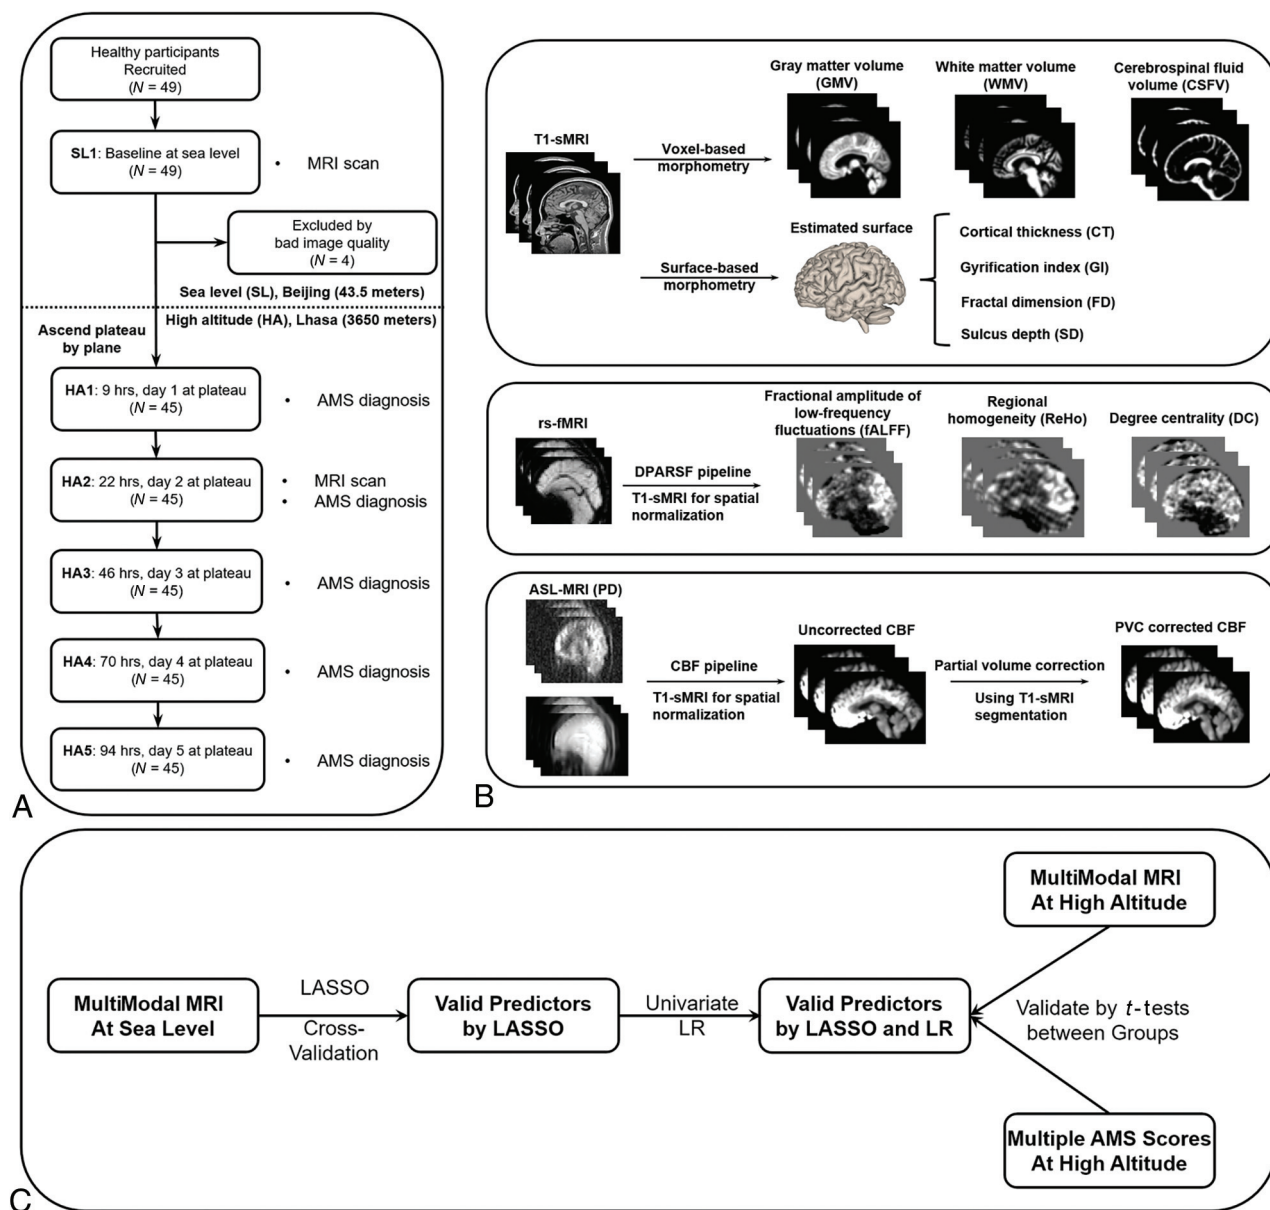 Healthy participants
Recruited
(N = 49)
SL1: Baseline at sea level
(N = 49)
• MRI scan
Excluded by
bad image quality
(N = 4)
Sea level (SL), Beijing (43.5 meters)
High altitude (HA), Lhasa (3650 meters)
Ascend plateau
by plane
HA1: 9 hrs, day 1 at plateau
(N = 45)
• AMS diagnosis
HA2: 22 hrs, day 2 at plateau
(N = 45)
• MRI scan
• AMS diagnosis
HA3: 46 hrs, day 3 at plateau
(N = 45)
• AMS diagnosis
HA4: 70 hrs, day 4 at plateau
(N = 45)
• AMS diagnosis
HA5: 94 hrs, day 5 at plateau
(N = 45)
• AMS diagnosis
A
T1-sMRI
Voxel-based
morphometry
Gray matter volume
(GMV)
White matter volume
(WMV)
Cerebrospinal fluid
volume (CSFV)
Surface-based
morphometry
Estimated surface
Cortical thickness (CT)
Gyrification index (GI)
Fractal dimension (FD)
Sulcus depth (SD)
rs-fMRI
DPARSF pipeline
T1-sMRI for spatial
normalization
Fractional amplitude of
low-frequency
fluctuations (fALFF)
Regional
homogeneity (ReHo)
Degree centrality (DC)
ASL-MRI (PD)
CBF pipeline
T1-sMRI for spatial
normalization
Uncorrected CBF
Partial volume correction
Using T1-sMRI
segmentation
PVC corrected CBF
B
MultiModal MRI
At Sea Level
LASSO
Cross-
Validation
Valid Predictors
by LASSO
Univariate
LR
Valid Predictors
by LASSO and LR
MultiModal MRI
At High Altitude
Validate by t-tests
between Groups
Multiple AMS Scores
At High Altitude
C